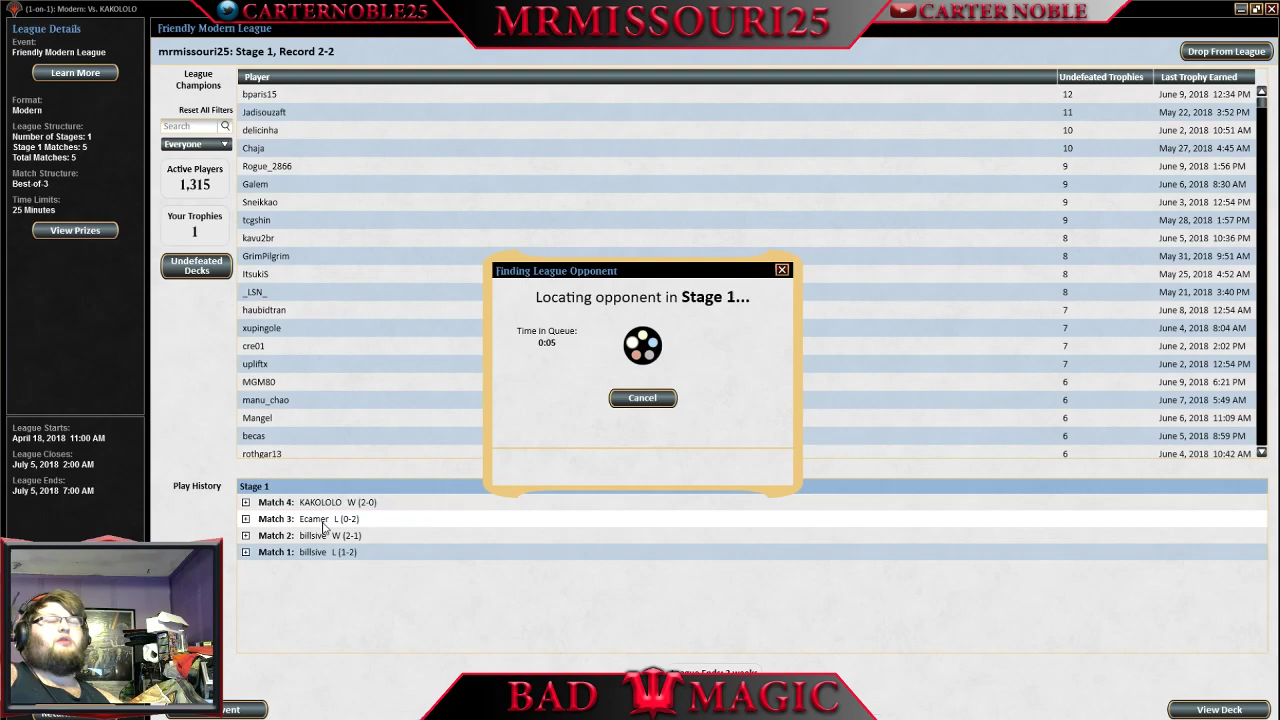 (1-on-1): Modern: Vs. KAKOLOLO
CARTERNOBLE25
MRMISSOURI25
CARTER NOBLE
League Details
Event:
Friendly Modern League
Learn More
Format:
Modern
League Structure:
Number of Stages: 1
Stage 1 Matches: 5
Total Matches: 5
Match Structure:
Best-of-3
Time Limits:
25 Minutes
View Prizes
League Starts:
April 18, 2018 11:00 AM
League Closes:
July 5, 2018 2:00 AM
League Ends:
July 5, 2018 7:00 AM
Friendly Modern League
mrmissouri25: Stage 1, Record 2-2
Drop From League
League
Champions
Reset All Filters
Search
Everyone
Active Players
1,315
Your Trophies
1
Undefeated
Decks
Player Undefeated Trophies Last Trophy Earned
bparis15 12 June 9, 2018 12:34 PM
Jadisouzaft 11 May 22, 2018 3:52 PM
delicinha 10 June 2, 2018 10:51 AM
Chaja 10 May 27, 2018 4:45 AM
Rogue_2866 9 June 9, 2018 1:56 PM
Galem 9 June 6, 2018 8:30 AM
Sneikkao 9 June 3, 2018 12:54 PM
tcgshin 9 May 28, 2018 1:57 PM
kavu2br 8 June 5, 2018 10:36 PM
GrimPilgrim 8 May 31, 2018 9:51 AM
ItsukiS 8 May 25, 2018 4:52 AM
_LSN_ 8 May 21, 2018 3:40 PM
haubidtran 7 June 8, 2018 12:54 AM
xupingole 7 June 4, 2018 8:04 AM
cre01 7 June 2, 2018 2:02 PM
upliftx 7 June 2, 2018 12:54 PM
MGM80 6 June 9, 2018 6:21 PM
manu_chao 6 June 7, 2018 5:49 AM
Mangel 6 June 6, 2018 11:09 AM
becas 6 June 5, 2018 8:59 PM
rothgar13 6 June 4, 2018 10:42 AM
Finding League Opponent
Locating opponent in Stage 1...
Time in Queue:
0:05
Cancel
Play History
Stage 1
Match 4: KAKOLOLO W (2-0)
Match 3: Ecamer L (0-2)
Match 2: billsive W (2-1)
Match 1: billsive L (1-2)
BAD MAGIC
View Deck